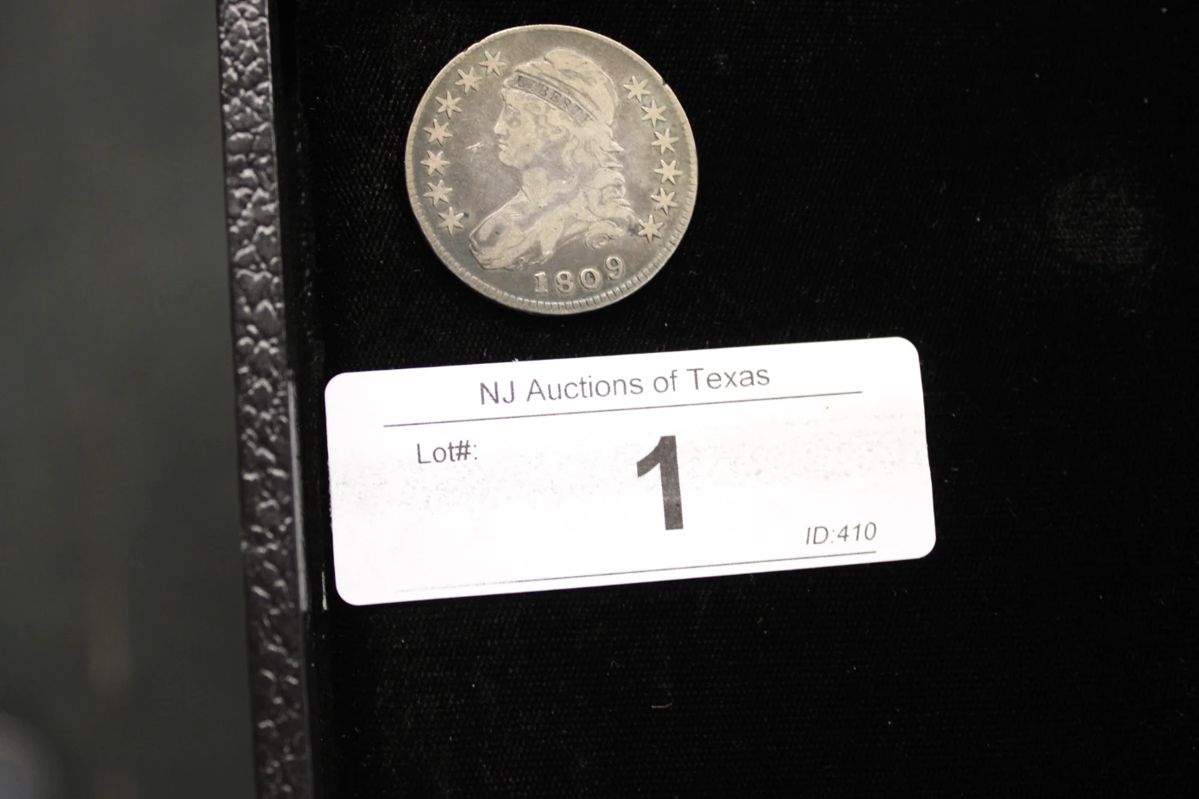 LIBERTY
1809
NJ Auctions of Texas
Lot#:
1
ID:410